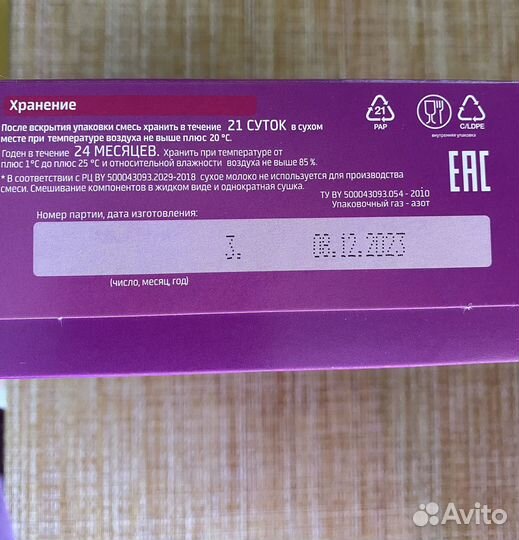 Хранение
После вскрытия упаковки смесь хранить в течение 21 СУТОК в сухом
месте при температуре воздуха не выше плюс 20 °С.
Годен в течение 24 МЕСЯЦЕВ. Хранить при температуре от
плюс 1°С до плюс 25 °С и относительной влажности воздуха не выше 85 %.
* В соответствии с РЦ BY 500043093.2029-2018 сухое молоко не используется для производства
смеси. Смешивание компонентов в жидком виде и однократная сушка.
ТУ BY 500043093.054 - 2010
Упаковочный газ - азот
21
PAP
C/LDPE
внутренняя упаковка
EAC
Номер партии, дата изготовления:
3. 08.12.2023
(число, месяц, год)
Avito